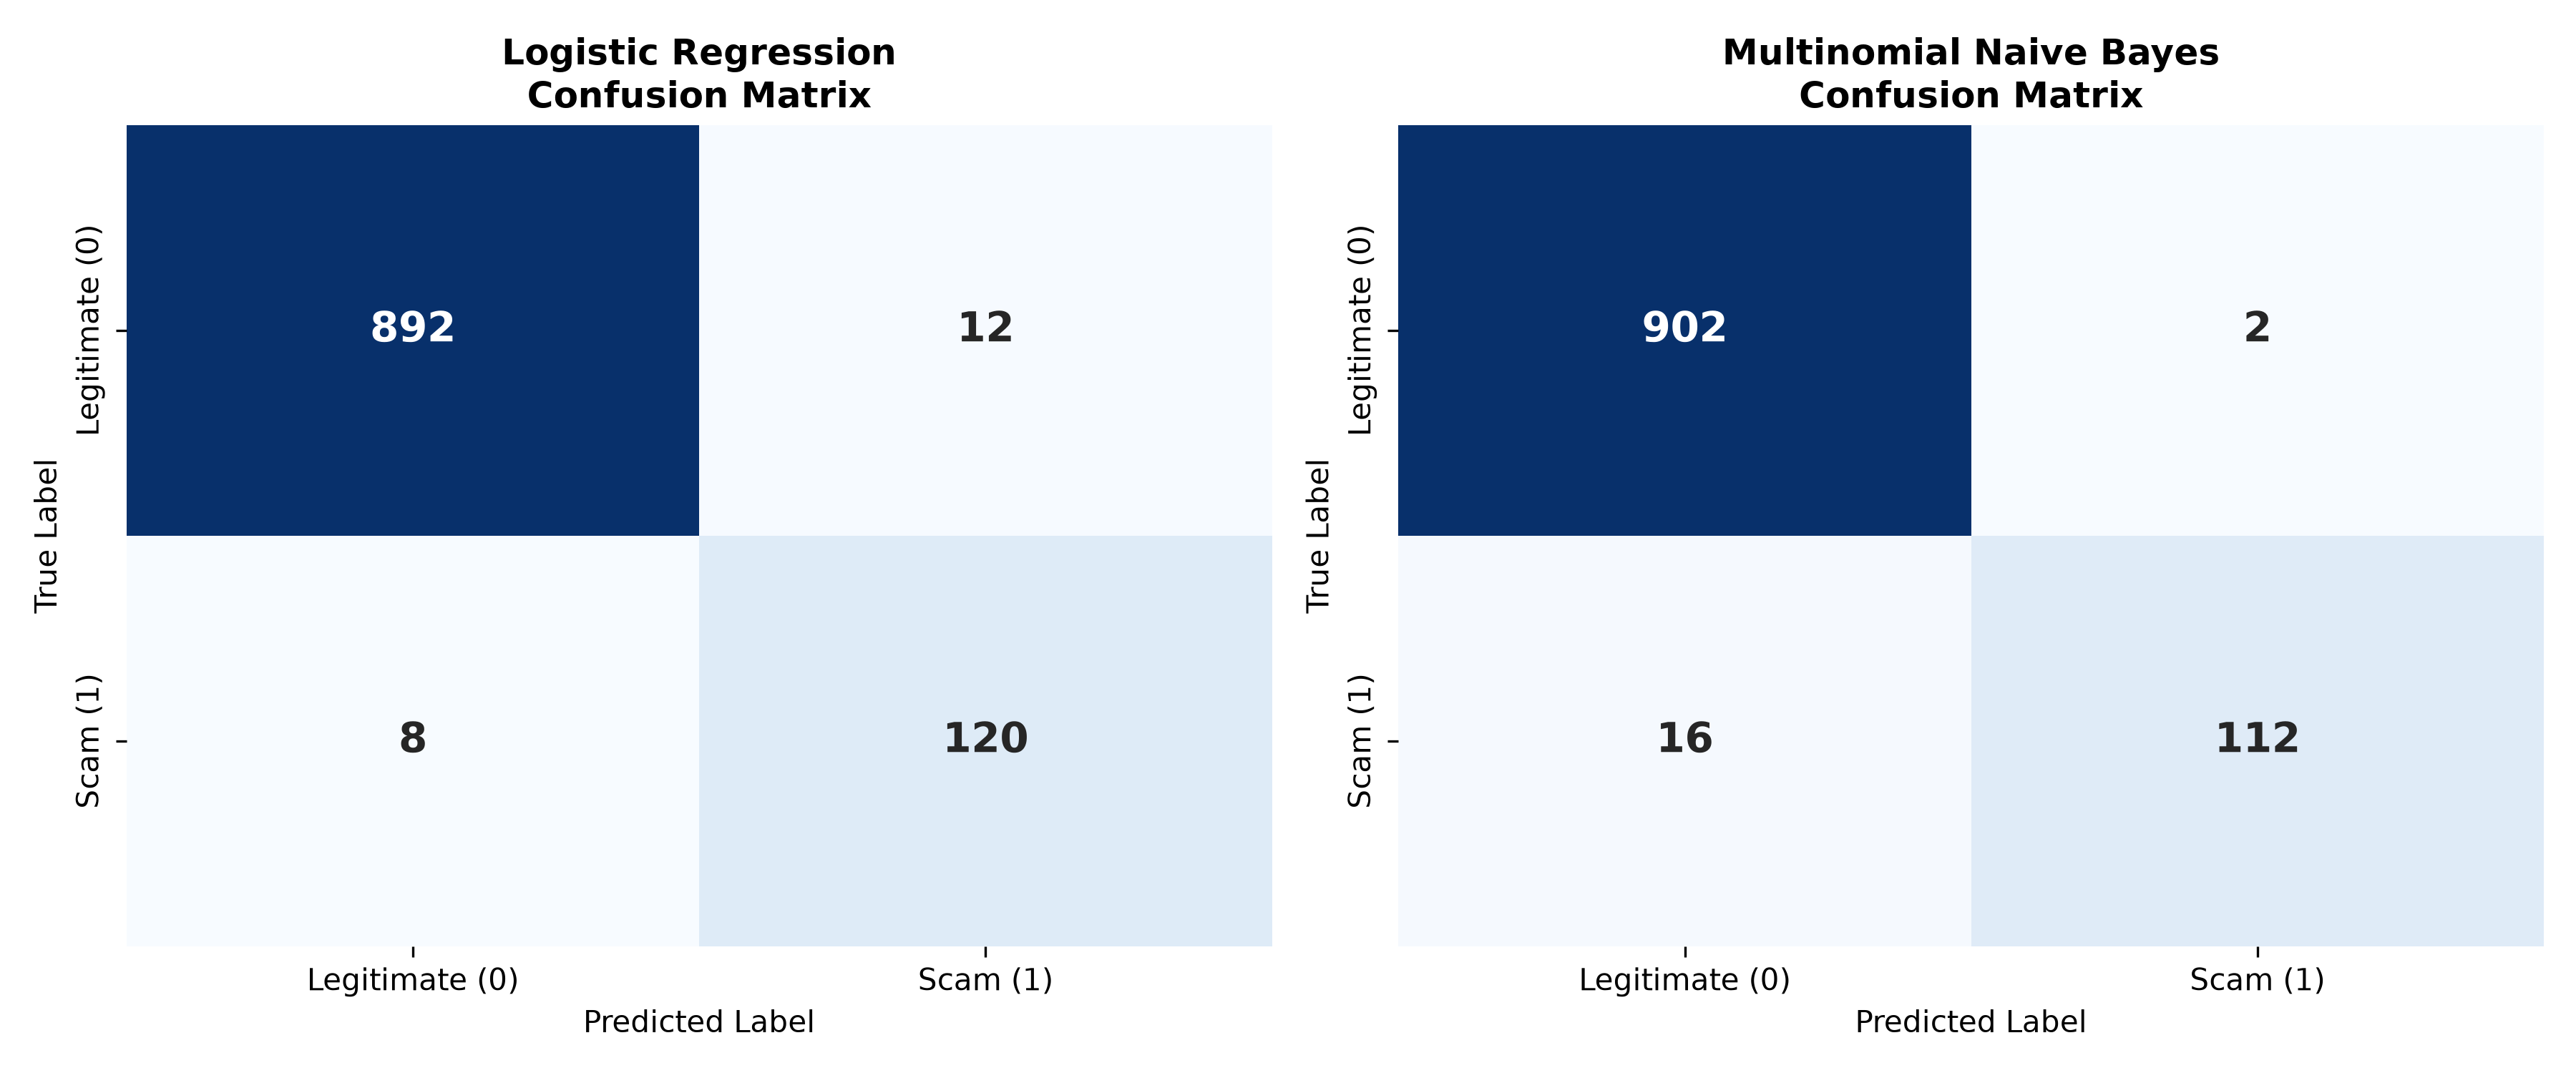 Logistic Regression
Confusion Matrix
True Label
Legitimate (0)
892
12
Scam (1)
8
120
Legitimate (0)
Scam (1)
Predicted Label
Multinomial Naive Bayes
Confusion Matrix
True Label
Legitimate (0)
902
2
Scam (1)
16
112
Legitimate (0)
Scam (1)
Predicted Label